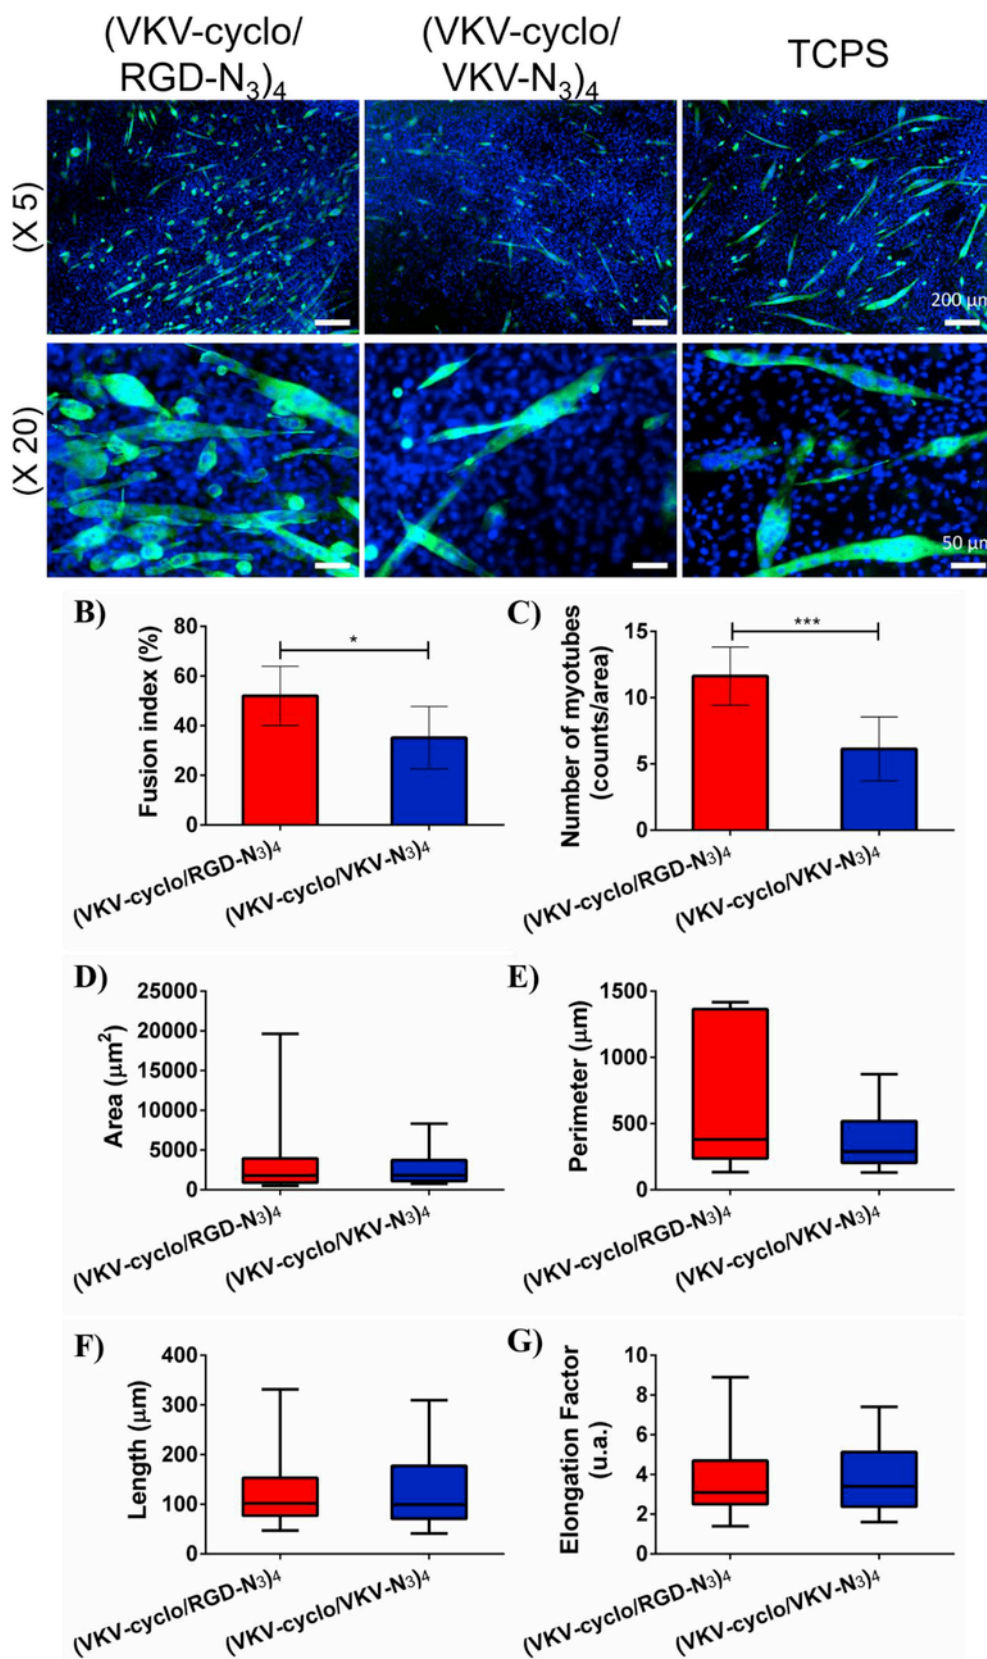 (VKV-cyclo/
RGD-N3)4
(VKV-cyclo/
VKV-N3)4
TCPS
(X 5)
200 µm
(X 20)
50 µm
B)
Fusion index (%)
80
60
40
20
0
*
(VKV-cyclo/RGD-N3)4
(VKV-cyclo/VKV-N3)4
C)
Number of myotubes
(counts/area)
15
10
5
0
***
(VKV-cyclo/RGD-N3)4
(VKV-cyclo/VKV-N3)4
D)
Area (µm2)
25000
20000
15000
10000
5000
0
(VKV-cyclo/RGD-N3)4
(VKV-cyclo/VKV-N3)4
E)
Perimeter (µm)
1500
1000
500
0
(VKV-cyclo/RGD-N3)4
(VKV-cyclo/VKV-N3)4
F)
Length (µm)
400
300
200
100
0
(VKV-cyclo/RGD-N3)4
(VKV-cyclo/VKV-N3)4
G)
Elongation Factor
(u.a.)
10
8
6
4
2
0
(VKV-cyclo/RGD-N3)4
(VKV-cyclo/VKV-N3)4